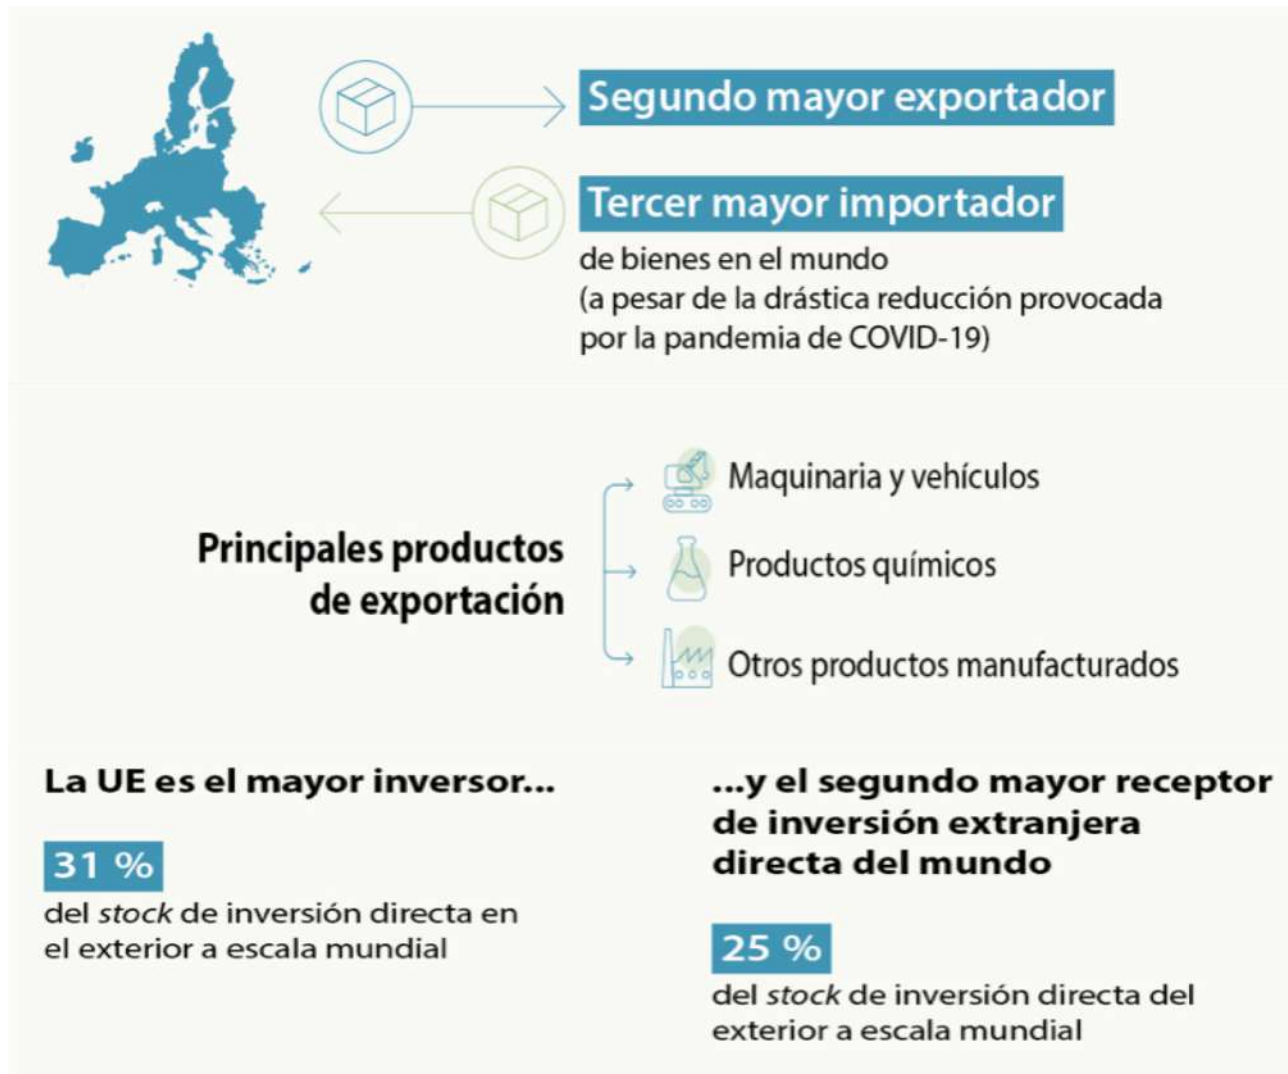 Segundo mayor exportador
Tercer mayor importador
de bienes en el mundo
(a pesar de la drástica reducción provocada
por la pandemia de COVID-19)
Principales productos
de exportación
Maquinaria y vehículos
Productos químicos
Otros productos manufacturados
La UE es el mayor inversor...
31 %
del stock de inversión directa en
el exterior a escala mundial
...y el segundo mayor receptor
de inversión extranjera
directa del mundo
25 %
del stock de inversión directa del
exterior a escala mundial